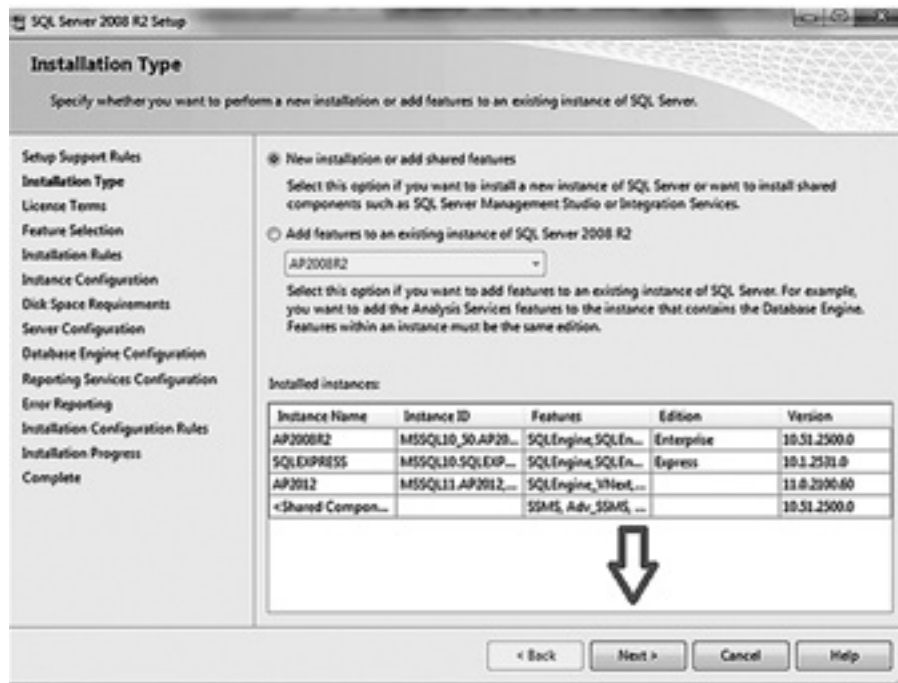 SQL Server 2008 R2 Setup
Installation Type
Specify whether you want to perform a new installation or add features to an existing instance of SQL Server.
Setup Support Rules
Installation Type
License Terms
Feature Selection
Installation Rules
Instance Configuration
Disk Space Requirements
Server Configuration
Database Engine Configuration
Reporting Services Configuration
Error Reporting
Installation Configuration Rules
Installation Progress
Complete
New installation or add shared features
Select this option if you want to install a new instance of SQL Server or want to install shared
components such as SQL Server Management Studio or Integration Services.
Add features to an existing instance of SQL Server 2008 R2
AP2008R2
Select this option if you want to add features to an existing instance of SQL Server. For example,
you want to add the Analysis Services features to the instance that contains the Database Engine.
Features within an instance must be the same edition.
Installed instances:
Instance Name Instance ID Features Edition Version
AP2008R2 MSSQL10_50.AP20... SQLEngine,SQLEn... Enterprise 10.51.2500.0
SQLEXPRESS MSSQL10.SQLEXP... SQLEngine,SQLEn... Express 10.1.2531.0
AP2012 MSSQL11.AP2012,... SQLEngine_VNext,... 11.0.2100.60
<Shared Compon... SSMS, Adv_SSMS, ... 10.51.2500.0
< Back Next > Cancel Help